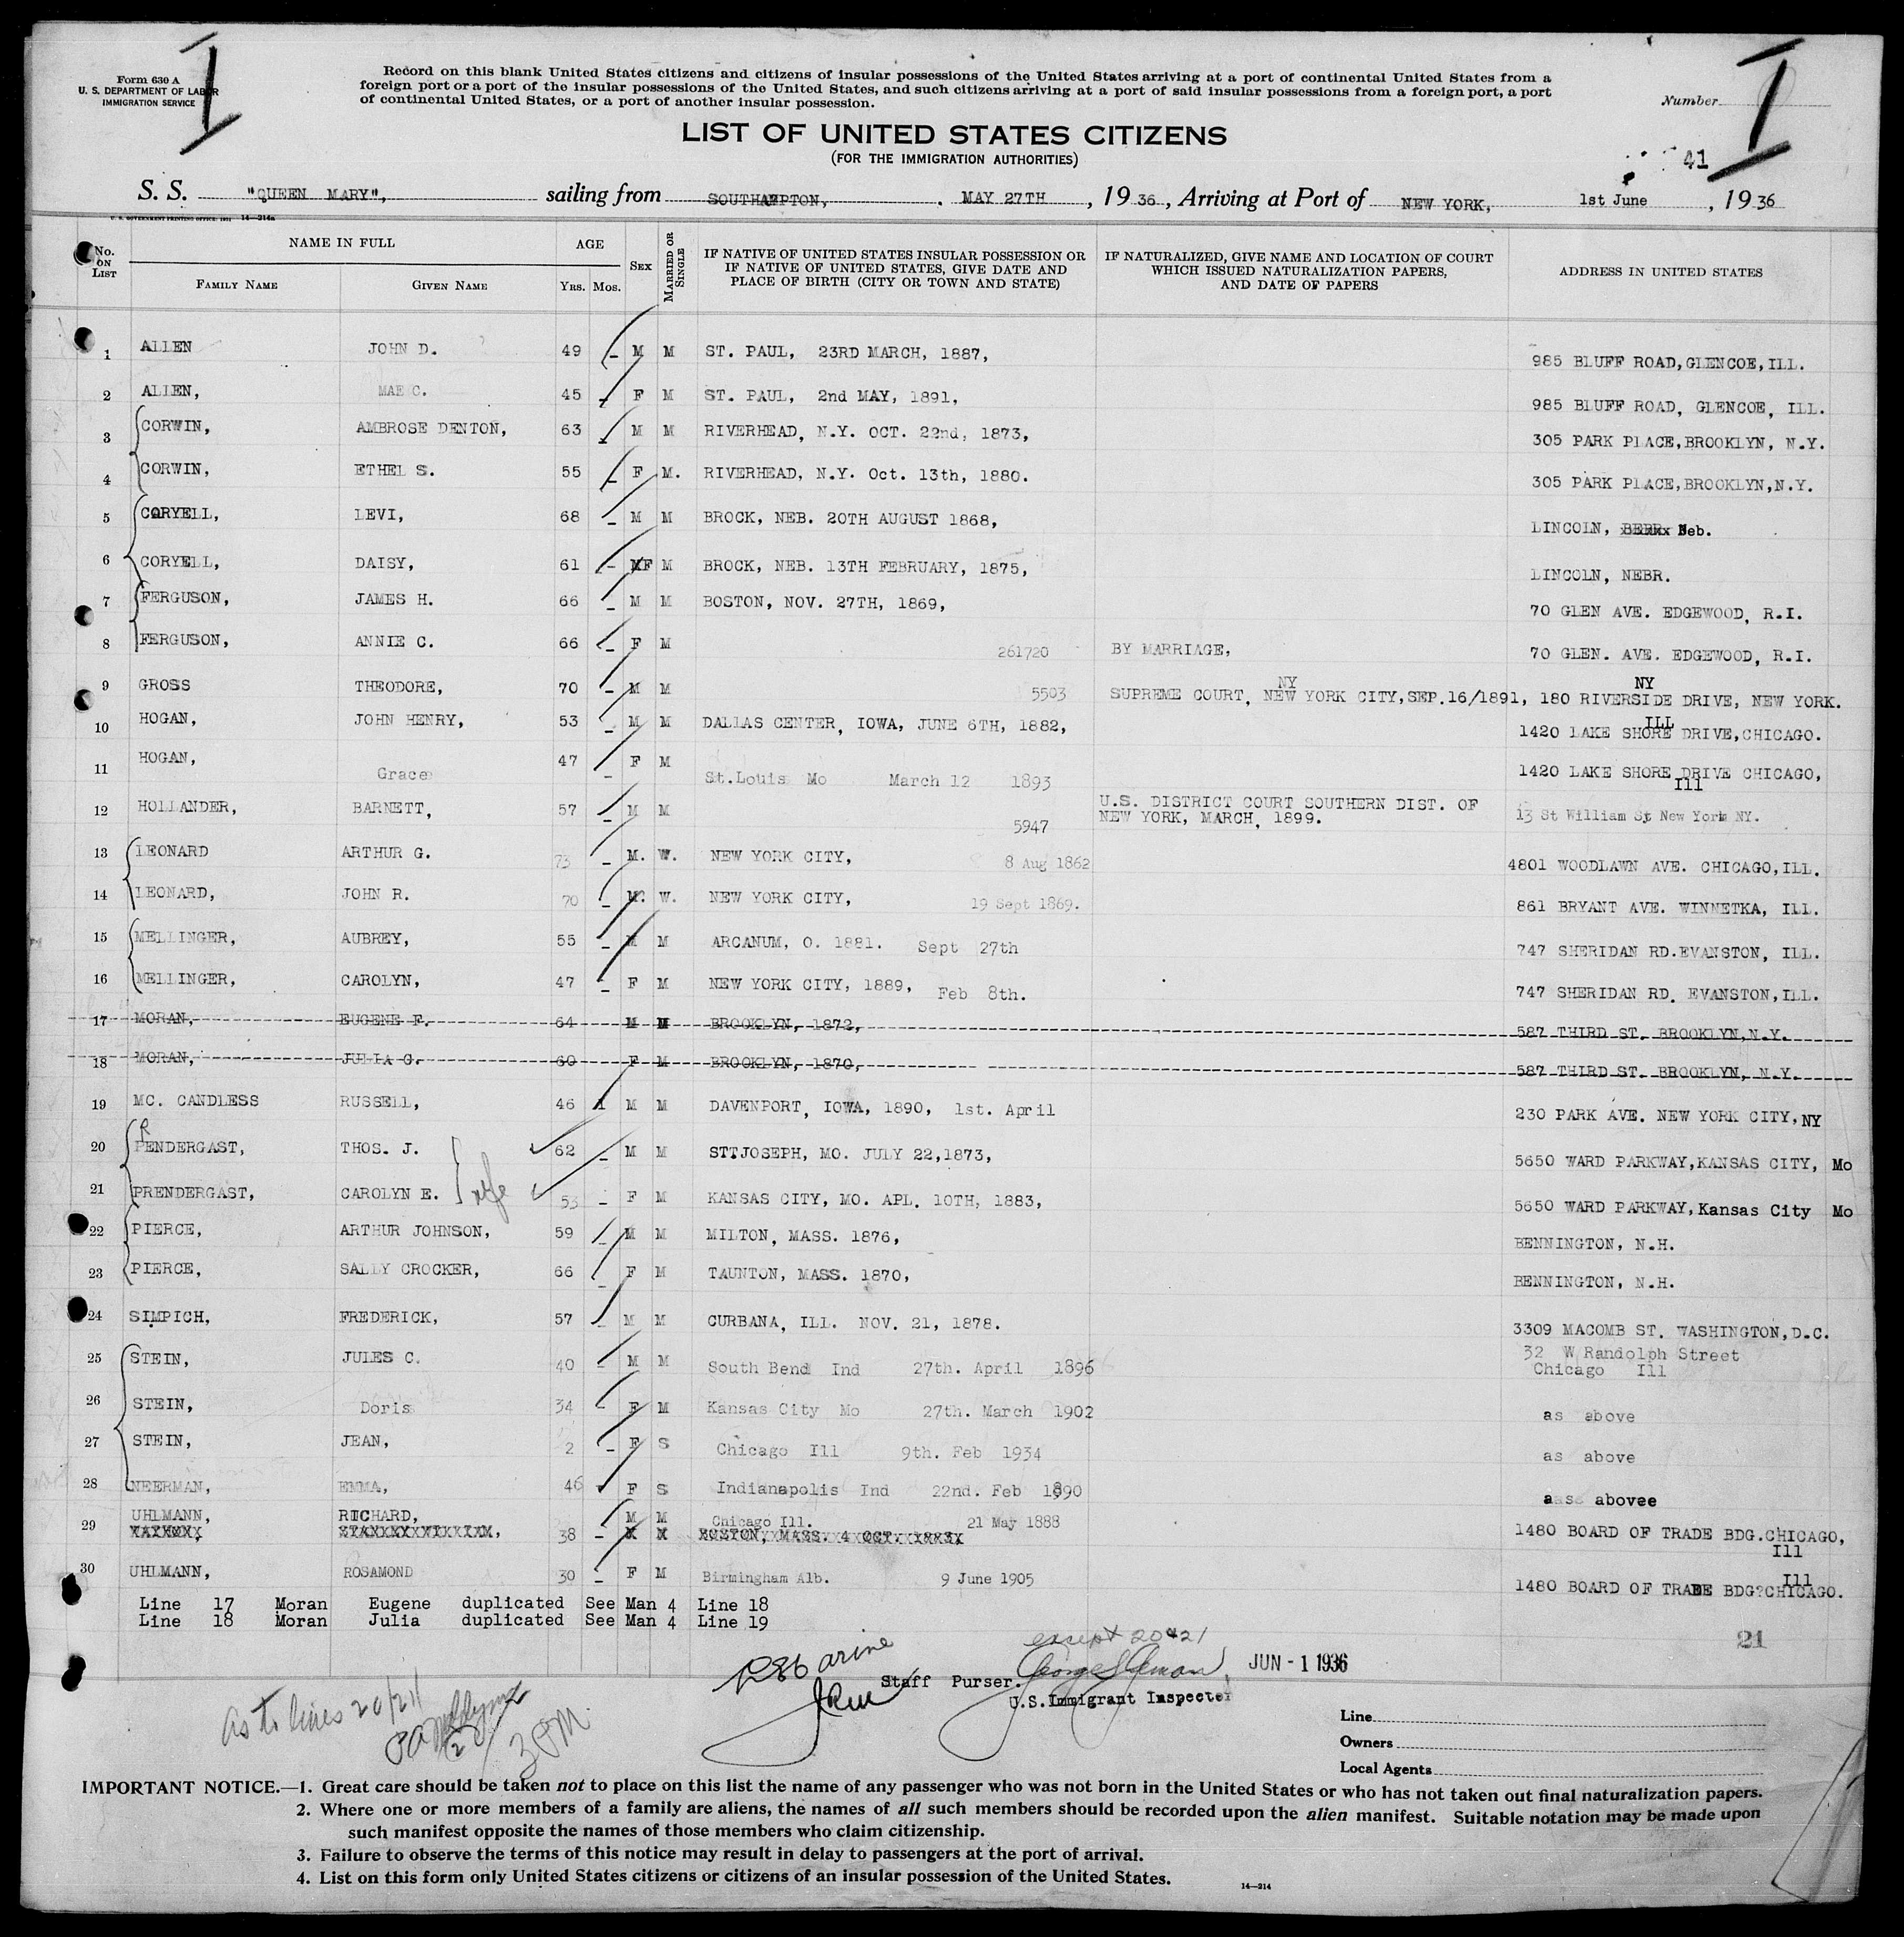 Form 630 A
U. S. DEPARTMENT OF LABOR
IMMIGRATION SERVICE
I
Record on this blank United States citizens and citizens of insular possessions of the United States arriving at a port of continental United States from a
foreign port or a port of the insular possessions of the United States, and such citizens arriving at a port of said insular possessions from a foreign port, a port
of continental United States, or a port of another insular possession.
Number
I
LIST OF UNITED STATES CITIZENS
(FOR THE IMMIGRATION AUTHORITIES)
41
S. S. "QUEEN MARY", sailing from SOUTHAMPTON, MAY 27TH, 1936, Arriving at Port of NEW YORK, 1st June, 1936
U. S. GOVERNMENT PRINTING OFFICE: 1931 14—214a
No. ON LIST
NAME IN FULL
FAMILY NAME GIVEN NAME
AGE
YRS. MOS.
SEX
MARRIED OR SINGLE
IF NATIVE OF UNITED STATES INSULAR POSSESSION OR
IF NATIVE OF UNITED STATES, GIVE DATE AND
PLACE OF BIRTH (CITY OR TOWN AND STATE)
IF NATURALIZED, GIVE NAME AND LOCATION OF COURT
WHICH ISSUED NATURALIZATION PAPERS,
AND DATE OF PAPERS
ADDRESS IN UNITED STATES
1 ALLEN JOHN D. 49 – M M ST. PAUL, 23RD MARCH, 1887, 985 BLUFF ROAD,GLENCOE,ILL.
2 ALLEN, MAE C. 45 – F M ST. PAUL, 2nd MAY, 1891, 985 BLUFF ROAD, GLENCOE, ILL.
3 CORWIN, AMBROSE DENTON, 63 – M M RIVERHEAD, N.Y. OCT. 22nd, 1873, 305 PARK PLACE,BROOKLYN, N.Y.
4 CORWIN, ETHEL S. 55 – F M. RIVERHEAD, N.Y. Oct. 13th, 1880. 305 PARK PLACE,BROOKLYN,N.Y.
5 CORYELL, LEVI, 68 – M M BROCK, NEB. 20TH AUGUST 1868, LINCOLN, Neb.
6 CORYELL, DAISY, 61 – F M BROCK, NEB. 13TH FEBRUARY, 1875, LINCOLN, NEBR.
7 FERGUSON, JAMES H. 66 – M M BOSTON, NOV. 27TH, 1869, 70 GLEN AVE. EDGEWOOD, R.I.
8 FERGUSON, ANNIE C. 66 – F M 261720 BY MARRIAGE, 70 GLEN. AVE. EDGEWOOD, R.I.
9 GROSS THEODORE, 70 – M M 5503 SUPREME COURT, NEW YORK CITY,SEP.16/1891, NY 180 RIVERSIDE DRIVE, NEW YORK. NY
10 HOGAN, JOHN HENRY, 53 – M M DALLAS CENTER, IOWA, JUNE 6TH, 1882, 1420 LAKE SHORE DRIVE,CHICAGO. ILL
11 HOGAN, Grace 47 – F M St.Louis Mo March 12 1893 1420 LAKE SHORE DRIVE CHICAGO, Ill
12 HOLLANDER, BARNETT, 57 – M M 5947 U.S. DISTRICT COURT SOUTHERN DIST. OF
NEW YORK, MARCH, 1899. 13 St William St New York NY.
13 LEONARD ARTHUR G. 73 – M. W. NEW YORK CITY, 8 Aug 1862 4801 WOODLAWN AVE. CHICAGO,ILL.
14 LEONARD, JOHN R. 70 – M. W. NEW YORK CITY, 19 Sept 1869. 861 BRYANT AVE. WINNETKA, ILL.
15 MELLINGER, AUBREY, 55 – M M ARCANUM, O. 1881. Sept 27th 747 SHERIDAN RD.EVANSTON, ILL.
16 MELLINGER, CAROLYN, 47 – F M NEW YORK CITY, 1889, Feb 8th. 747 SHERIDAN RD. EVANSTON,ILL.
17 MORAN, EUGENE F. 64 M M BROOKLYN, 1872, 587 THIRD ST. BROOKLYN,N.Y.
18 MORAN, JULIA G. 60 F M BROOKLYN, 1870, 587 THIRD ST. BROOKLYN, N.Y.
19 MC. CANDLESS RUSSELL, 46 1 M M DAVENPORT, IOWA, 1890, 1st. April 230 PARK AVE. NEW YORK CITY,NY
20 PENDERGAST, THOS. J. 62 – M M STTJOSEPH, MO. JULY 22,1873, 5650 WARD PARKWAY,KANSAS CITY, Mo
21 PRENDERGAST, CAROLYN E. wife 53 – F M KANSAS CITY, MO. APL. 10TH, 1883, 5650 WARD PARKWAY,Kansas City Mo
22 PIERCE, ARTHUR JOHNSON, 59 – M M MILTON, MASS. 1876, BENNINGTON, N.H.
23 PIERCE, SALLY CROCKER, 66 – F M TAUNTON, MASS. 1870, BENNINGTON, N.H.
24 SIMPICH, FREDERICK, 57 – M M CURBANA, ILL. NOV. 21, 1878. 3309 MACOMB ST. WASHINGTON,D.C.
25 STEIN, JULES C. 40 – M M South Bend Ind 27th. April 1896 32 W Randolph Street
Chicago Ill
26 STEIN, Doris 34 – F M Kansas City Mo 27th. March 1902 as above
27 STEIN, JEAN, 2 – F S Chicago Ill 9th. Feb 1934 as above
28 NEERMAN, EMMA, 46 F S Indianapolis Ind 22nd. Feb 1890 aase abovee
29 UHLMANN, RICHARD, 38 – M M Chicago Ill. 21 May 1888 1480 BOARD OF TRADE BDG.CHICAGO, Ill
BOSTON, MASS. 4 OCT. 1883,
30 UHLMANN, ROSAMOND 30 – F M Birmingham Alb. 9 June 1905 1480 BOARD OF TRADE BDG?CHICAGO. Ill
Line 17 Moran Eugene duplicated See Man 4 Line 18
Line 18 Moran Julia duplicated See Man 4 Line 19
21
except 20 & 21
Staff Purser. JUN - 1 1936
U.S.Immigrant Inspector
As to lines 20/21
3 PM
Line
Owners
Local Agents
IMPORTANT NOTICE.—1. Great care should be taken not to place on this list the name of any passenger who was not born in the United States or who has not taken out final naturalization papers.
2. Where one or more members of a family are aliens, the names of all such members should be recorded upon the alien manifest. Suitable notation may be made upon
such manifest opposite the names of those members who claim citizenship.
3. Failure to observe the terms of this notice may result in delay to passengers at the port of arrival.
4. List on this form only United States citizens or citizens of an insular possession of the United States.
14—214